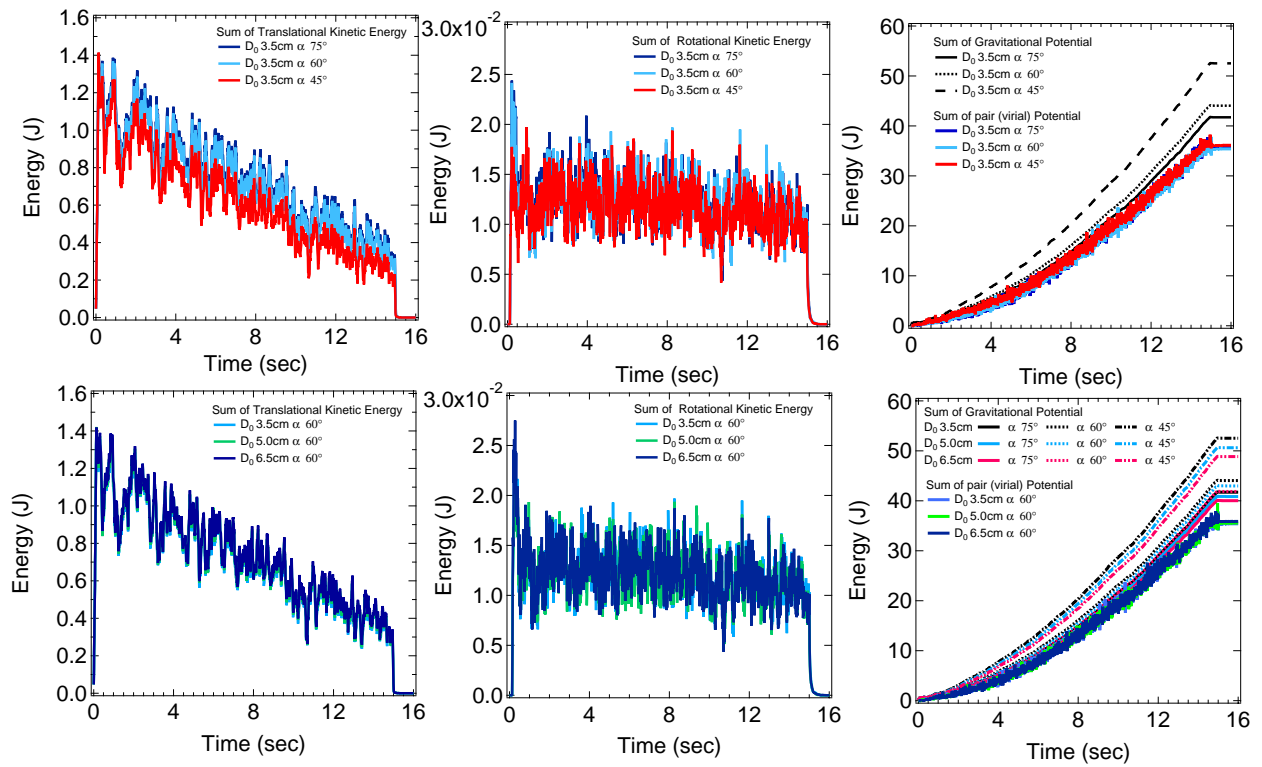 1.6
1.4
1.2
1.0
0.8
0.6
0.4
0.2
0.0
Energy (J)
Sum of Translational Kinetic Energy
D0 3.5cm α 75°
D0 3.5cm α 60°
D0 3.5cm α 45°
0 4 8 12 16
Time (sec)
3.0x10-2
2.5
2.0
1.5
1.0
0.5
0.0
Energy (J)
Sum of Rotational Kinetic Energy
D0 3.5cm α 75°
D0 3.5cm α 60°
D0 3.5cm α 45°
0 4 8 12 16
Time (sec)
60
50
40
30
20
10
0
Energy (J)
Sum of Gravitational Potential
D0 3.5cm α 75°
D0 3.5cm α 60°
D0 3.5cm α 45°
Sum of pair (virial) Potential
D0 3.5cm α 75°
D0 3.5cm α 60°
D0 3.5cm α 45°
0 4 8 12 16
Time (sec)
1.6
1.4
1.2
1.0
0.8
0.6
0.4
0.2
0.0
Energy (J)
Sum of Translational Kinetic Energy
D0 3.5cm α 60°
D0 5.0cm α 60°
D0 6.5cm α 60°
0 4 8 12 16
Time (sec)
3.0x10-2
2.5
2.0
1.5
1.0
0.5
0.0
Energy (J)
Sum of Rotational Kinetic Energy
D0 3.5cm α 60°
D0 5.0cm α 60°
D0 6.5cm α 60°
0 4 8 12 16
Time (sec)
60
50
40
30
20
10
0
Energy (J)
Sum of Gravitational Potential
D0 3.5cm α 75° α 60° α 45°
D0 5.0cm α 75° α 60° α 45°
D0 6.5cm α 75° α 60° α 45°
Sum of pair (virial) Potential
D0 3.5cm α 60°
D0 5.0cm α 60°
D0 6.5cm α 60°
0 4 8 12 16
Time (sec)